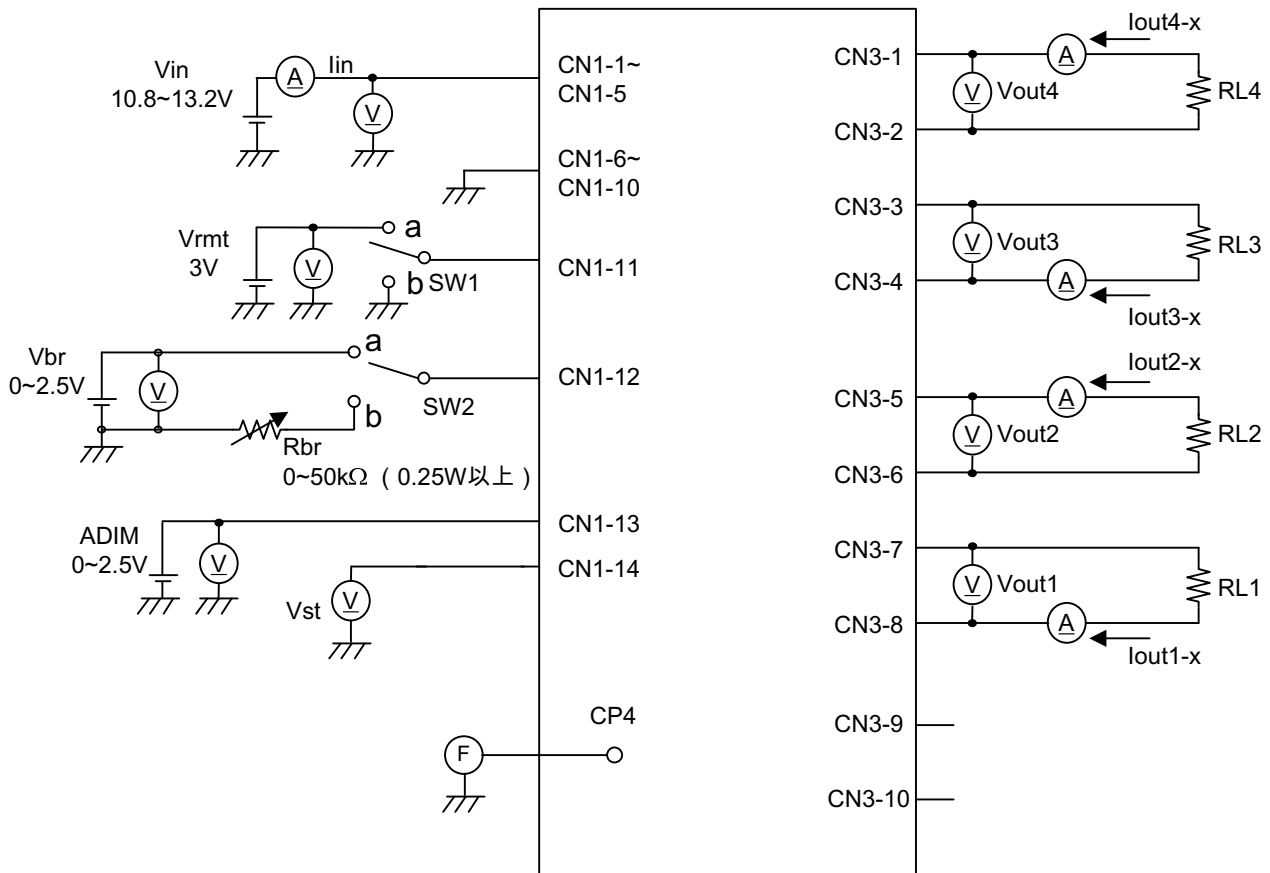 Vin
10.8~13.2V
A
Iin
V
CN1-1~
CN1-5
CN1-6~
CN1-10
Vrmt
3V
V
a
b
SW1
CN1-11
Vbr
0~2.5V
V
a
b
SW2
CN1-12
Rbr
0~50kΩ ( 0.25W以上 )
ADIM
0~2.5V
V
CN1-13
CN1-14
Vst
V
CP4
F
CN3-1
A
Iout4-x
V
Vout4
RL4
CN3-2
CN3-3
V
Vout3
RL3
CN3-4
A
Iout3-x
Iout2-x
CN3-5
A
V
Vout2
RL2
CN3-6
CN3-7
V
Vout1
RL1
CN3-8
A
Iout1-x
CN3-9
CN3-10